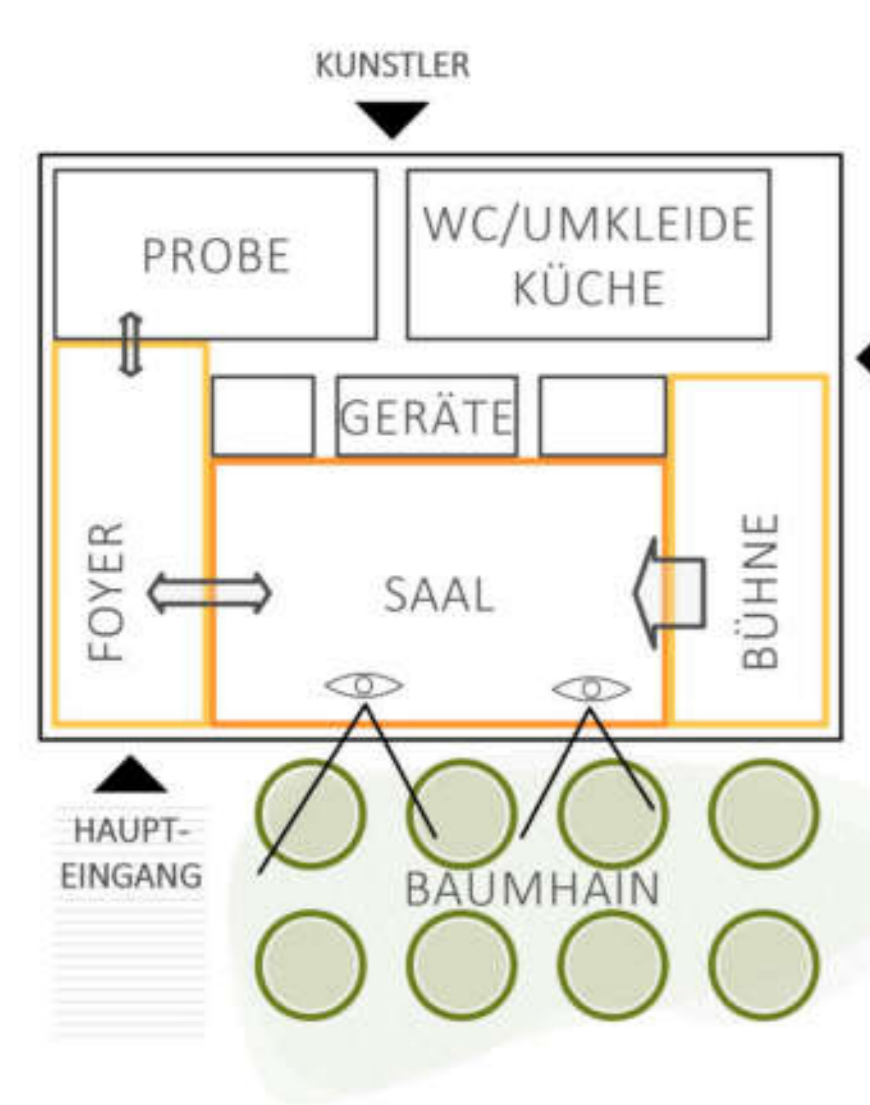 KUNSTLER
PROBE
WC/UMKLEIDE
KÜCHE
GERÄTE
FOYER
SAAL
BÜHNE
HAUPT-
EINGANG
BAUMHAIN